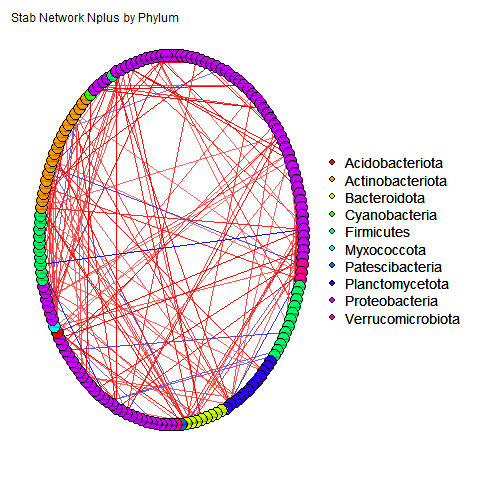 Stab Network Nplus by Phylum
Acidobacteriota
Actinobacteriota
Bacteroidota
Cyanobacteria
Firmicutes
Myxococcota
Patescibacteria
Planctomycetota
Proteobacteria
Verrucomicrobiota